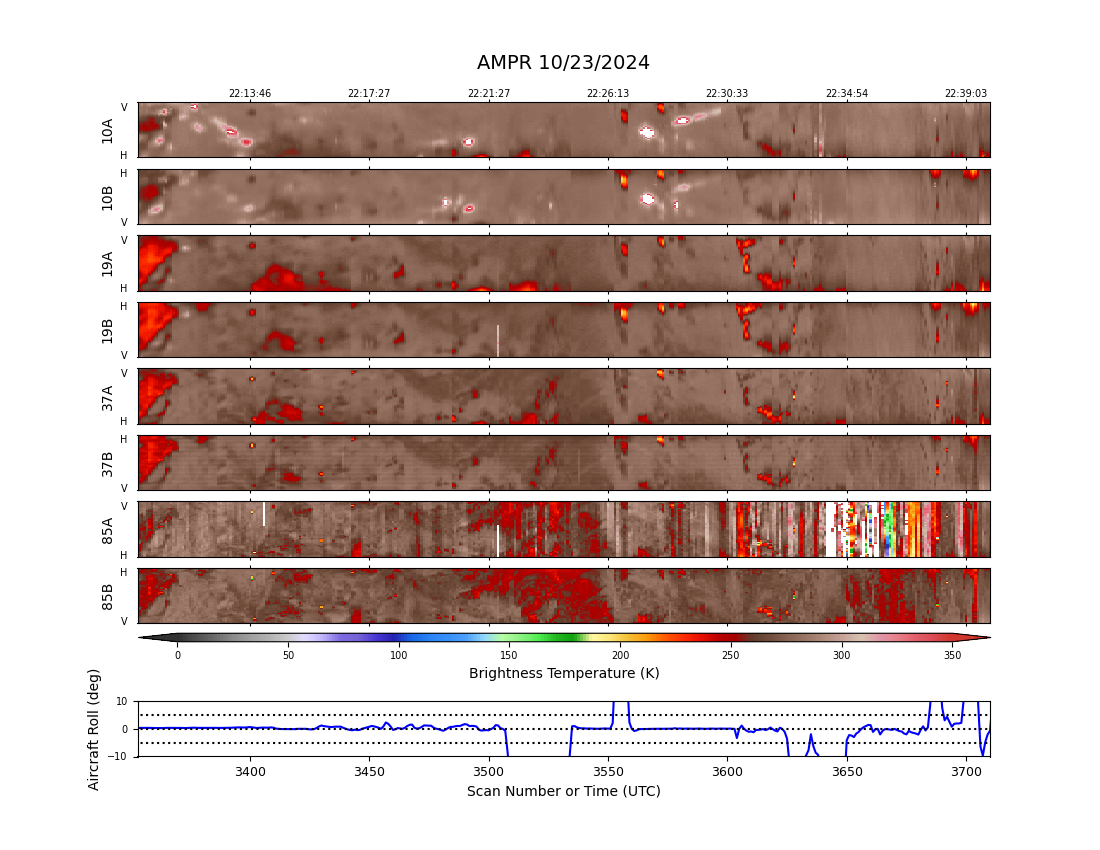 AMPR 10/23/2024
22:13:46 22:17:27 22:21:27 22:26:13 22:30:33 22:34:54 22:39:03
V
10A
H
H
10B
V
V
19A
H
H
19B
V
V
37A
H
H
37B
V
V
85A
H
H
85B
V
0 50 100 150 200 250 300 350
Brightness Temperature (K)
Aircraft Roll (deg)
10
0
−10
3400 3450 3500 3550 3600 3650 3700
Scan Number or Time (UTC)